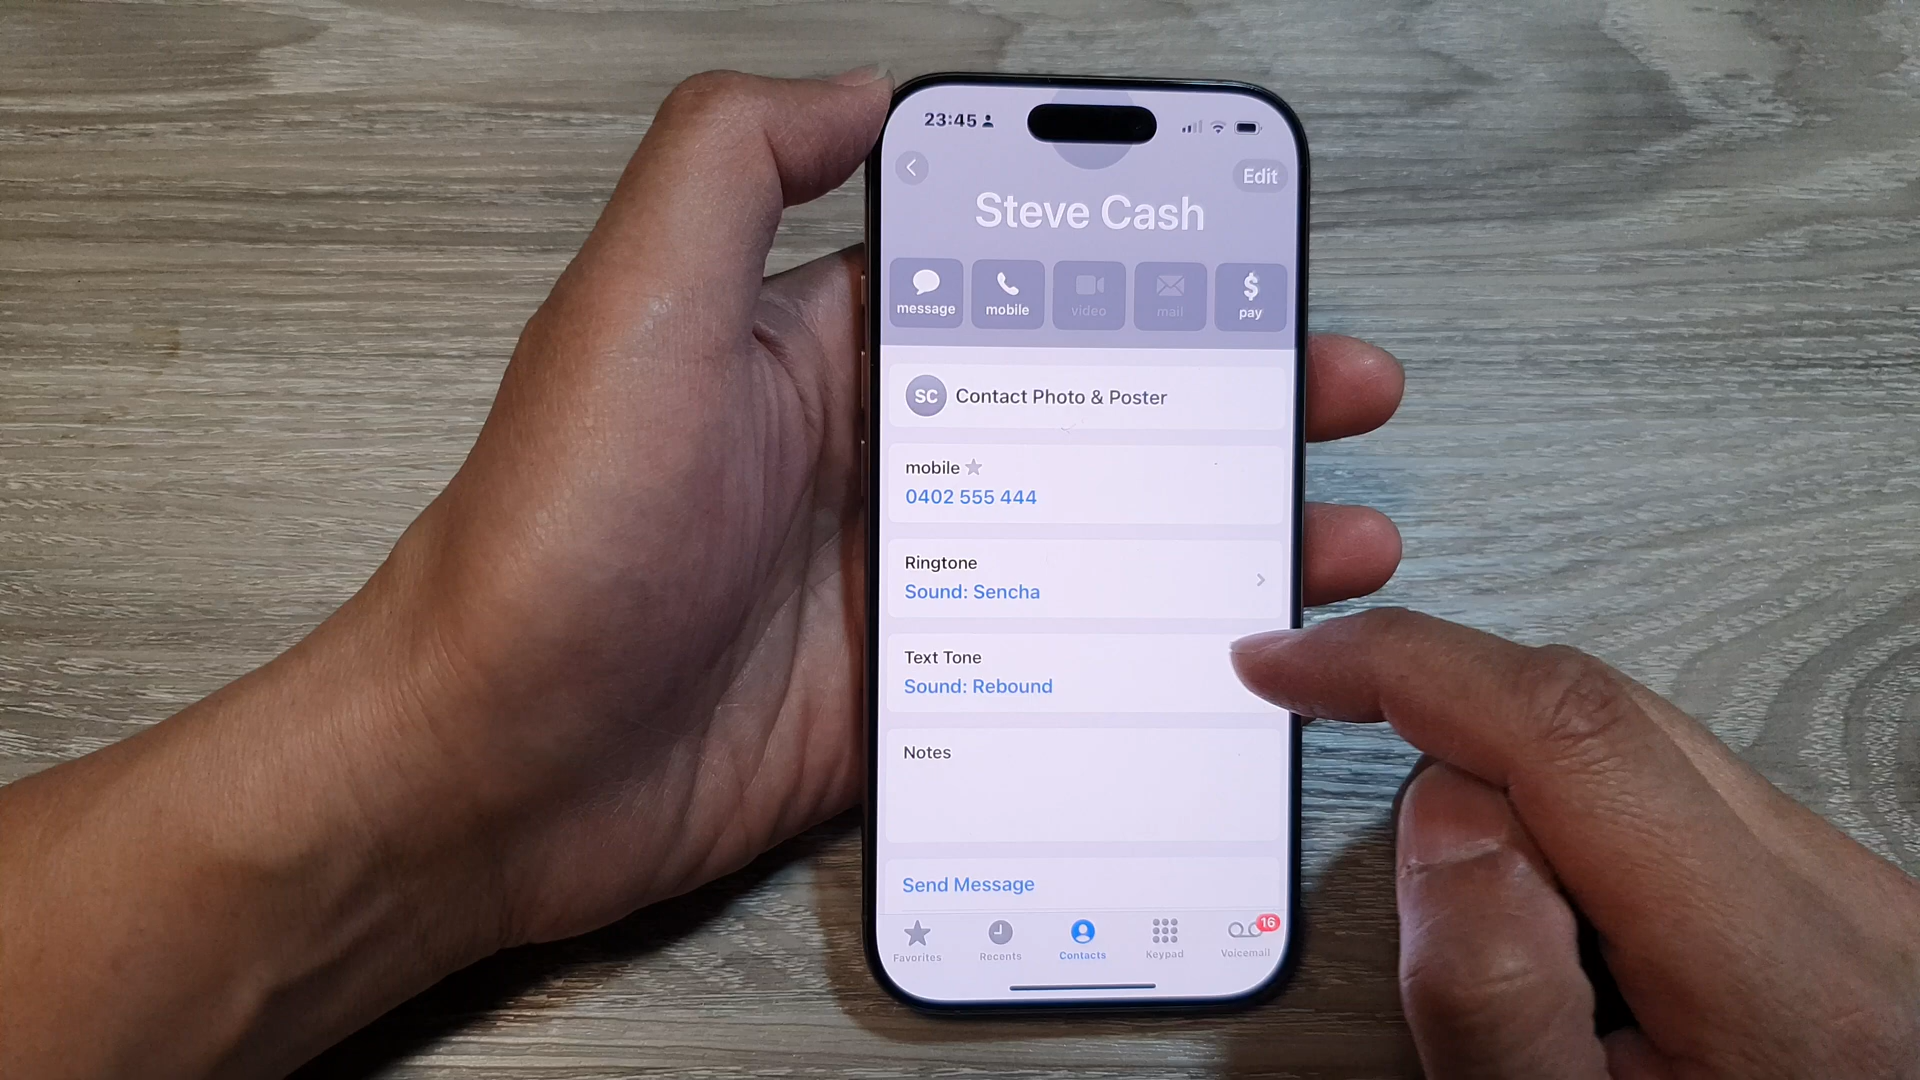 23:45
Edit
Steve Cash
message
mobile
video
mail
$
pay
SC
Contact Photo & Poster
mobile
0402 555 444
Ringtone
Sound: Sencha
Text Tone
Sound: Rebound
Notes
Send Message
Favorites
Recents
Contacts
Keypad
16
Voicemail